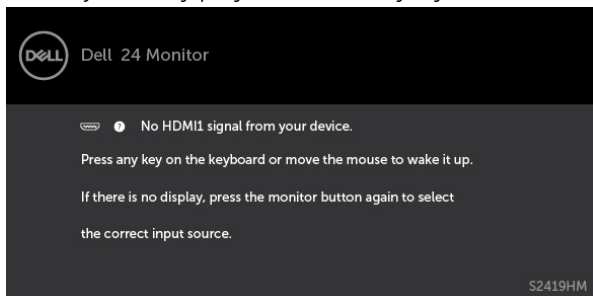 DELL
Dell 24 Monitor
? No HDMI1 signal from your device.
Press any key on the keyboard or move the mouse to wake it up.
If there is no display, press the monitor button again to select
the correct input source.
S2419HM